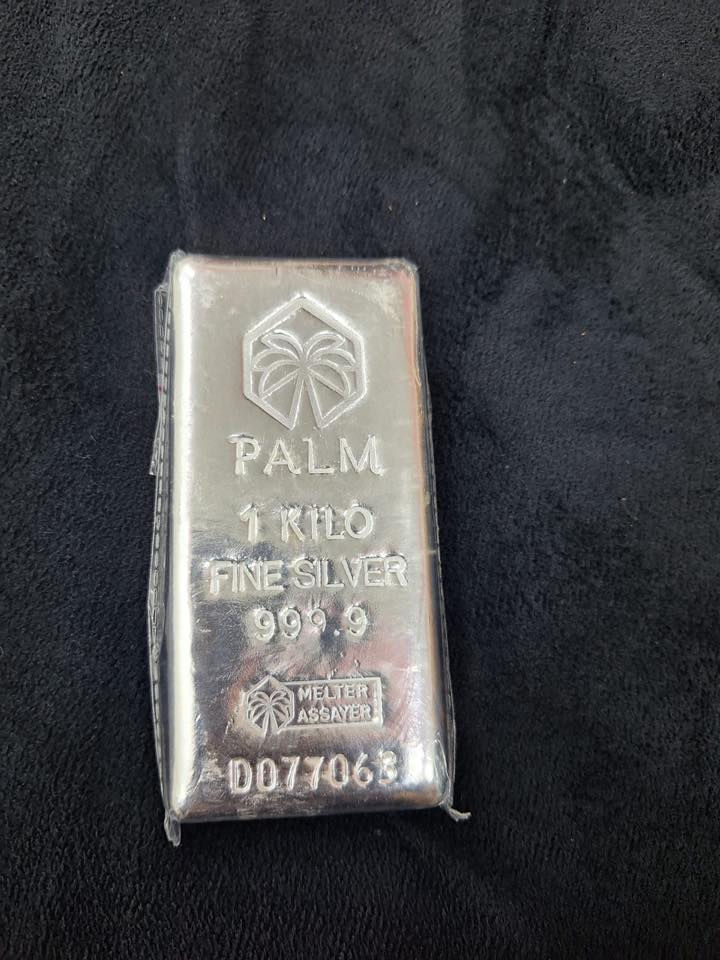 PALM
1 KILO
FINE SILVER
999.9
MELTER
ASSAYER
D077063